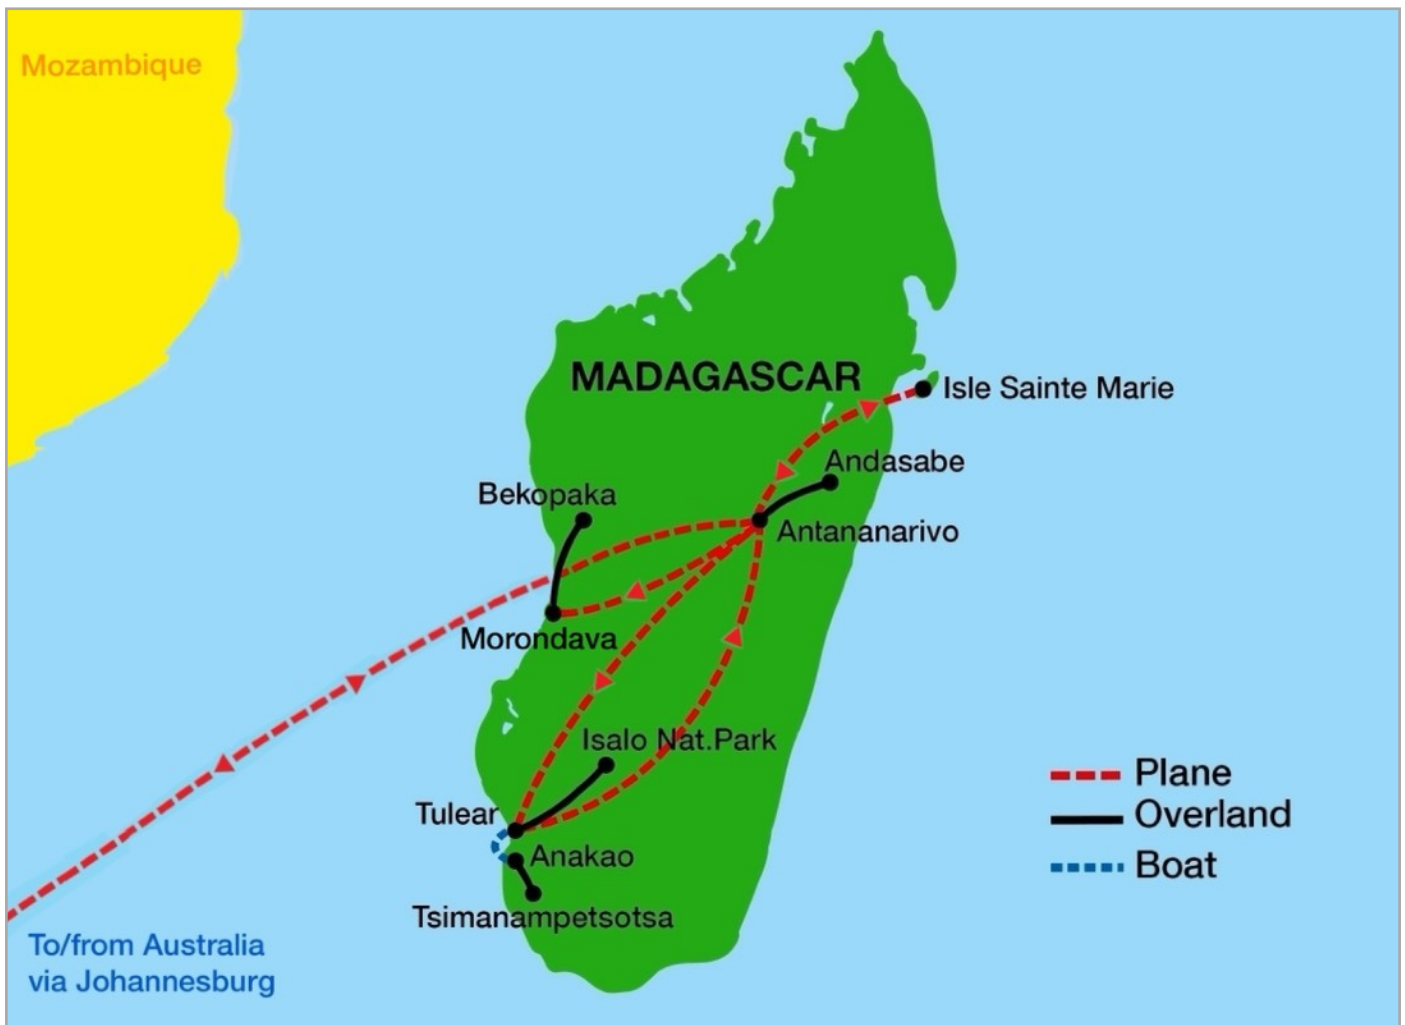 Mozambique
MADAGASCAR
Isle Sainte Marie
Andasabe
Bekopaka
Antananarivo
Morondava
Isalo Nat.Park
Tulear
Anakao
Tsimanampetsotsa
Plane
Overland
Boat
To/from Australia
via Johannesburg